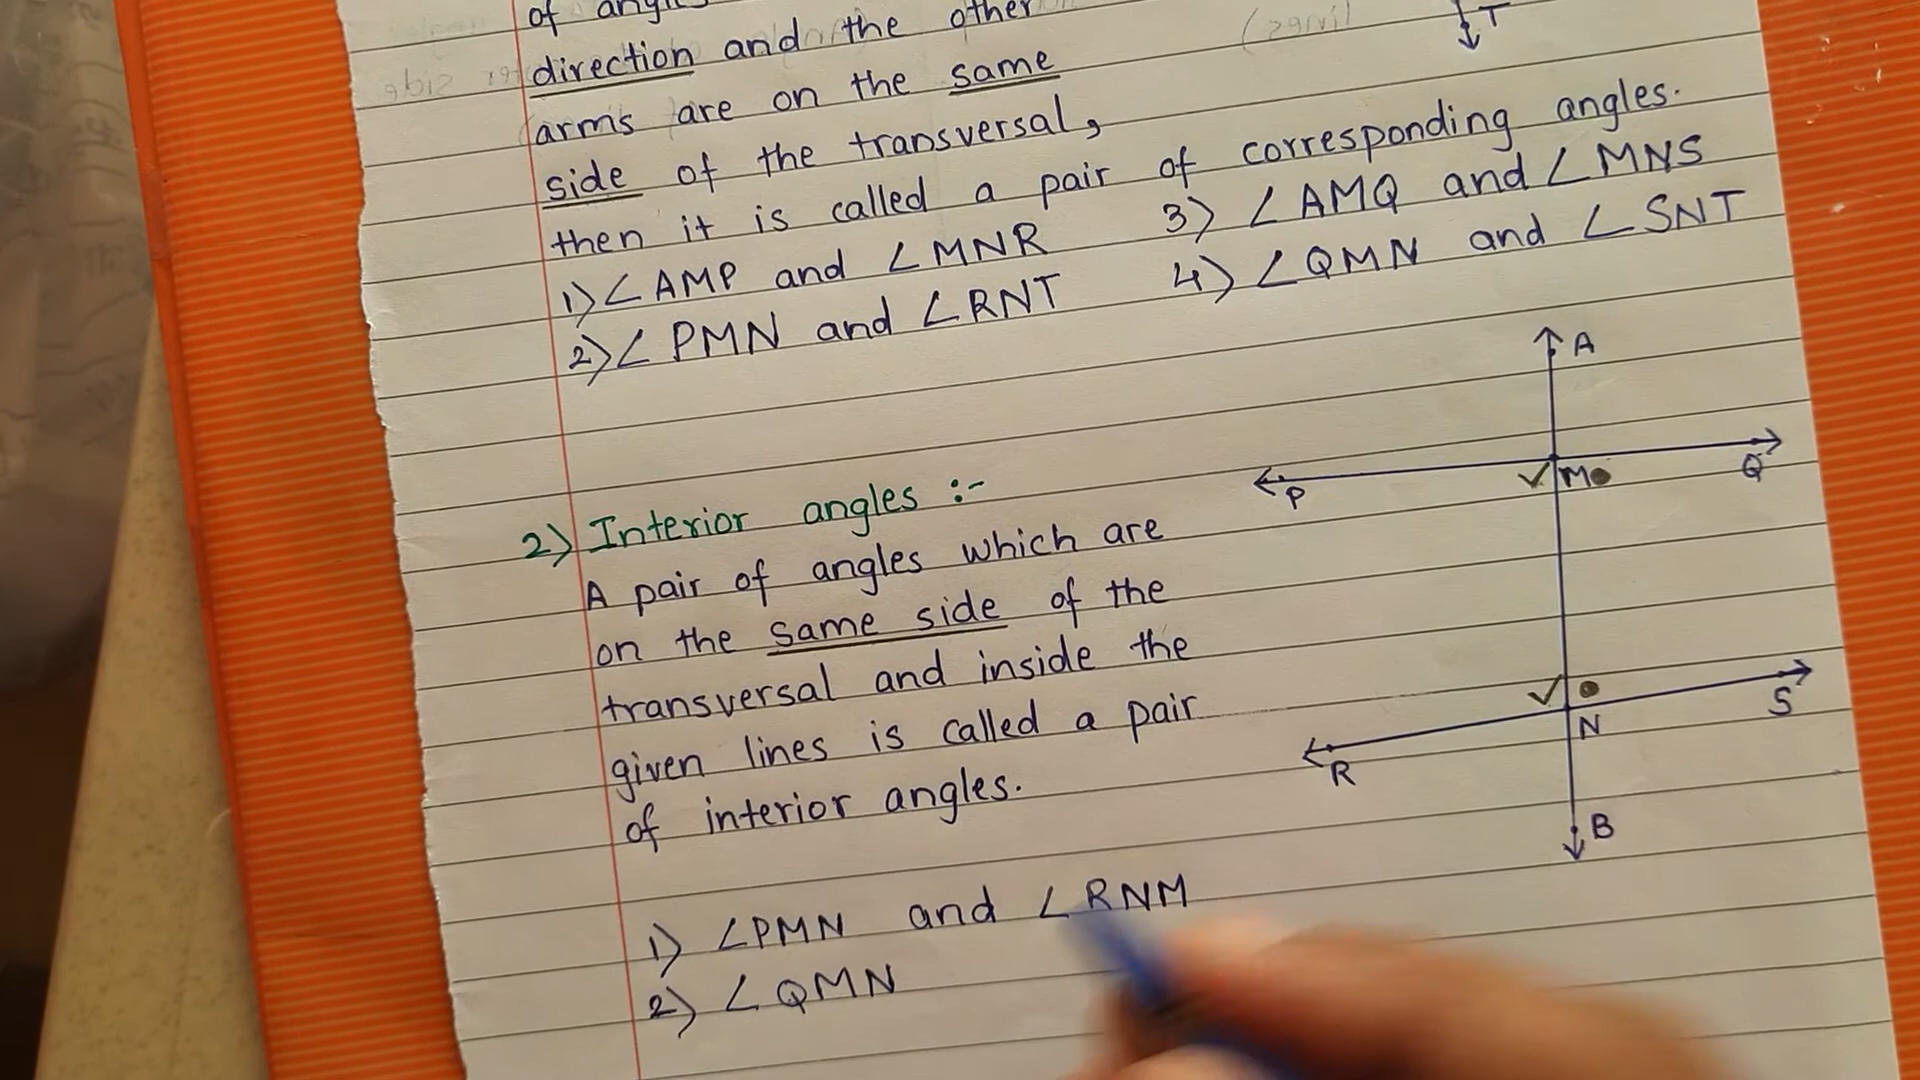 of
direction and the other
arms are on the same
side of the transversal,
then it is called a pair of corresponding angles.
1) ∠AMP and ∠MNR
2) ∠PMN and ∠RNT
3) ∠AMQ and ∠MNS
4) ∠QMN and ∠SNT
T
2) Interior angles :-
A pair of angles which are
on the same side of the
transversal and inside the
given lines is called a pair
of interior angles.
1) ∠PMN and ∠RNM
2) ∠QMN
A
P
M
Q
R
N
S
B